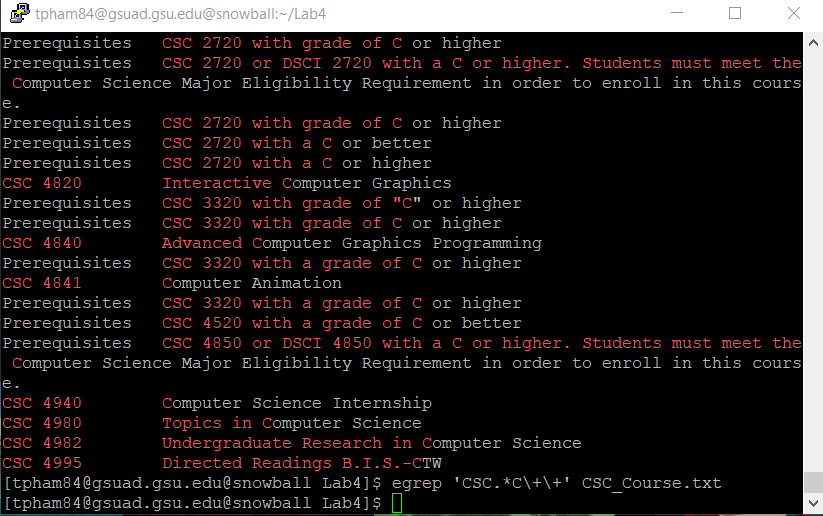 tpham84@gsuad.gsu.edu@snowball:~/Lab4
Prerequisites   CSC 2720 with grade of C or higher
Prerequisites   CSC 2720 or DSCI 2720 with a C or higher. Students must meet the
 Computer Science Major Eligibility Requirement in order to enroll in this cours
e.
Prerequisites   CSC 2720 with grade of C or higher
Prerequisites   CSC 2720 with a C or better
Prerequisites   CSC 2720 with a C or higher
CSC 4820        Interactive Computer Graphics
Prerequisites   CSC 3320 with grade of "C" or higher
Prerequisites   CSC 3320 with grade of C or higher
CSC 4840        Advanced Computer Graphics Programming
Prerequisites   CSC 3320 with a grade of C or higher
CSC 4841        Computer Animation
Prerequisites   CSC 3320 with a grade of C or higher
Prerequisites   CSC 4520 with a grade of C or better
Prerequisites   CSC 4850 or DSCI 4850 with a C or higher. Students must meet the
 Computer Science Major Eligibility Requirement in order to enroll in this cours
e.
CSC 4940        Computer Science Internship
CSC 4980        Topics in Computer Science
CSC 4982        Undergraduate Research in Computer Science
CSC 4995        Directed Readings B.I.S.-CTW
[tpham84@gsuad.gsu.edu@snowball Lab4]$ egrep 'CSC.*C\+\+' CSC_Course.txt
[tpham84@gsuad.gsu.edu@snowball Lab4]$